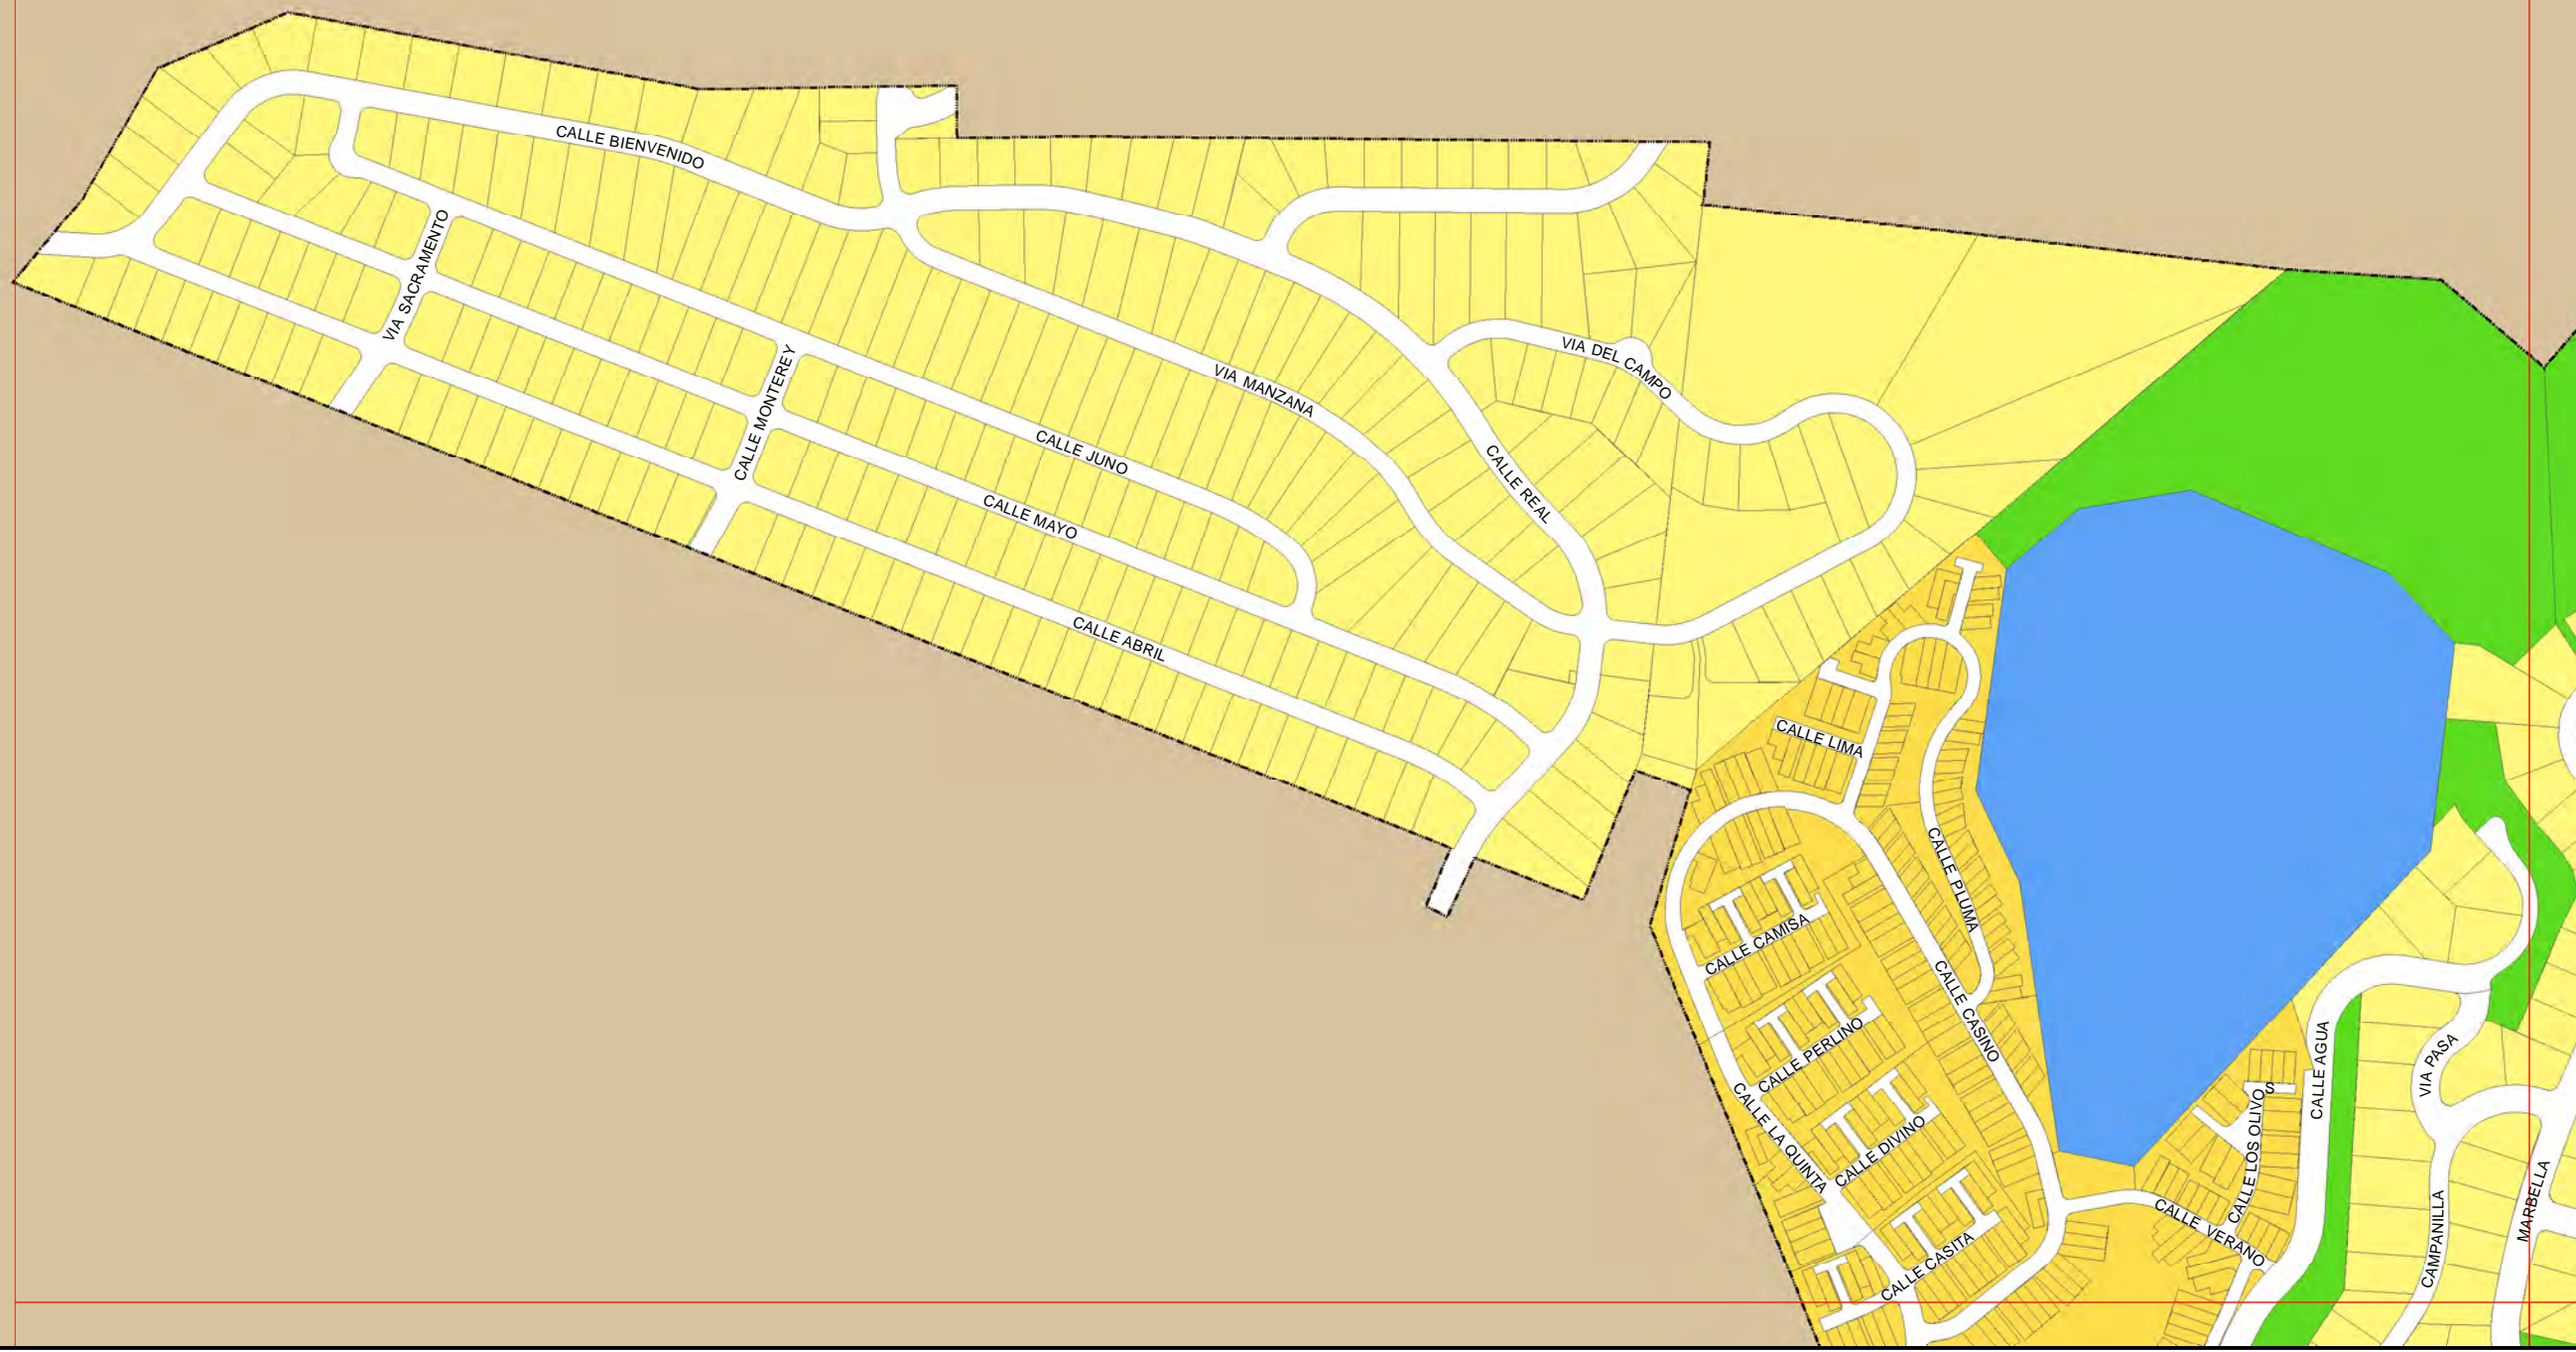 CALLE BIENVENIDO
VIA SACRAMENTO
CALLE MONTEREY
VIA DEL CAMPO
VIA MANZANA
CALLE JUNO
CALLE REAL
CALLE MAYO
CALLE ABRIL
CALLE LIMA
CALLE PLUMA
CALLE CAMISA
CALLE CASINO
CALLE PERLINO
CALLE LA QUINTA
CALLE DIVINO
CALLE CASITA
CALLE VERANO
CALLE LOS OLIVOS
CALLE AGUA
VIA PASA
CAMPANILLA
MARBELLA